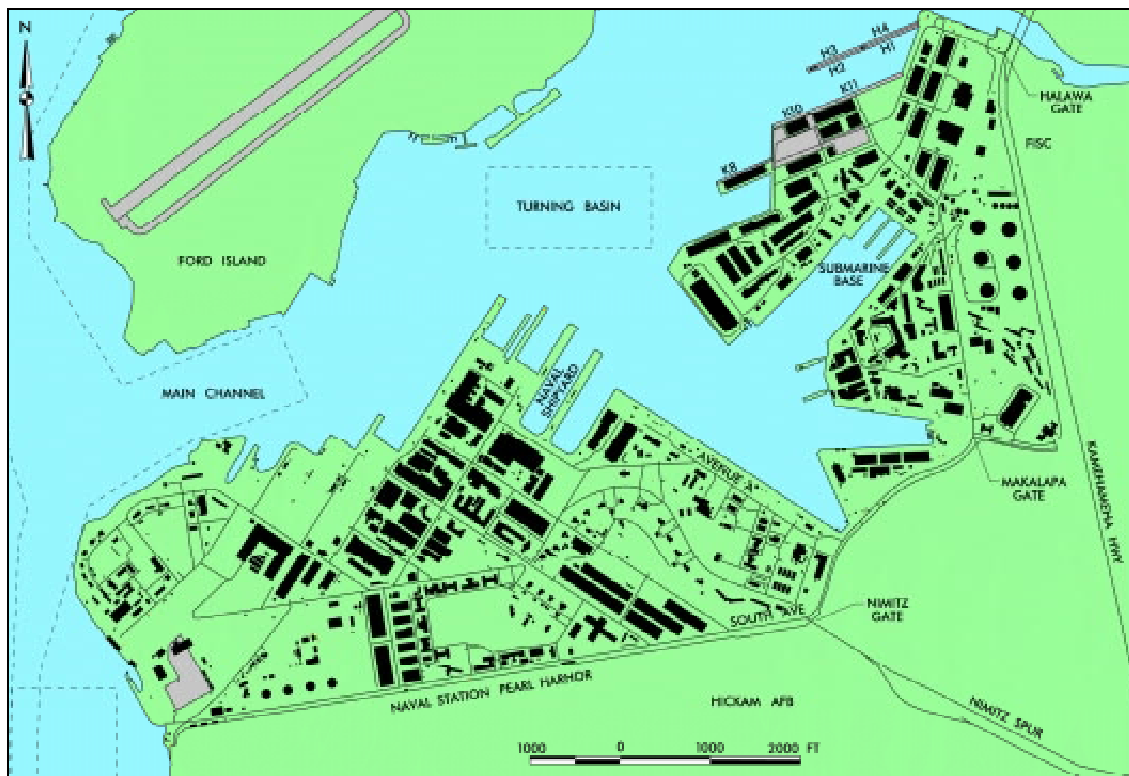 N
H3
H4
H2
H1
K10
K11
K8
HALAWA
GATE
FISC
TURNING BASIN
FORD ISLAND
SUBMARINE
BASE
MAIN CHANNEL
NAVAL
SHIPYARD
AVENUE "A"
MAKALAPA
GATE
KAMEHAMEHA HWY
NIMITZ
GATE
SOUTH AVE
NAVAL STATION PEARL HARHOR
HICKAM AFB
NIMITZ SPUR
1000 0 1000 2000 FT